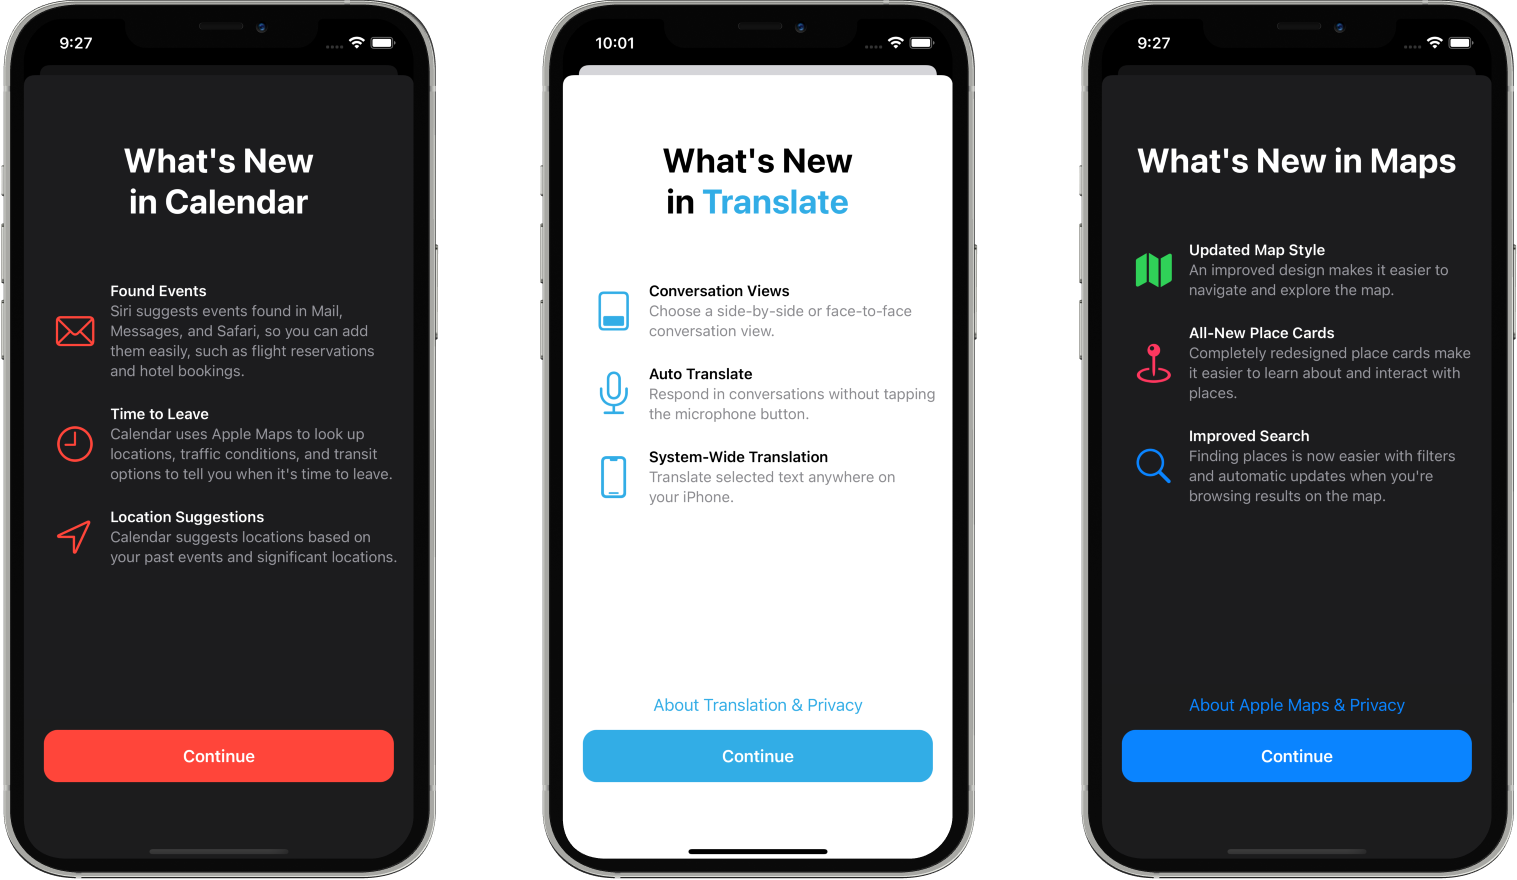 9:27
What's New
in Calendar
Found Events
Siri suggests events found in Mail,
Messages, and Safari, so you can add
them easily, such as flight reservations
and hotel bookings.
Time to Leave
Calendar uses Apple Maps to look up
locations, traffic conditions, and transit
options to tell you when it's time to leave.
Location Suggestions
Calendar suggests locations based on
your past events and significant locations.
Continue
10:01
What's New
in Translate
Conversation Views
Choose a side-by-side or face-to-face
conversation view.
Auto Translate
Respond in conversations without tapping
the microphone button.
System-Wide Translation
Translate selected text anywhere on
your iPhone.
About Translation & Privacy
Continue
9:27
What's New in Maps
Updated Map Style
An improved design makes it easier to
navigate and explore the map.
All-New Place Cards
Completely redesigned place cards make
it easier to learn about and interact with
places.
Improved Search
Finding places is now easier with filters
and automatic updates when you're
browsing results on the map.
About Apple Maps & Privacy
Continue